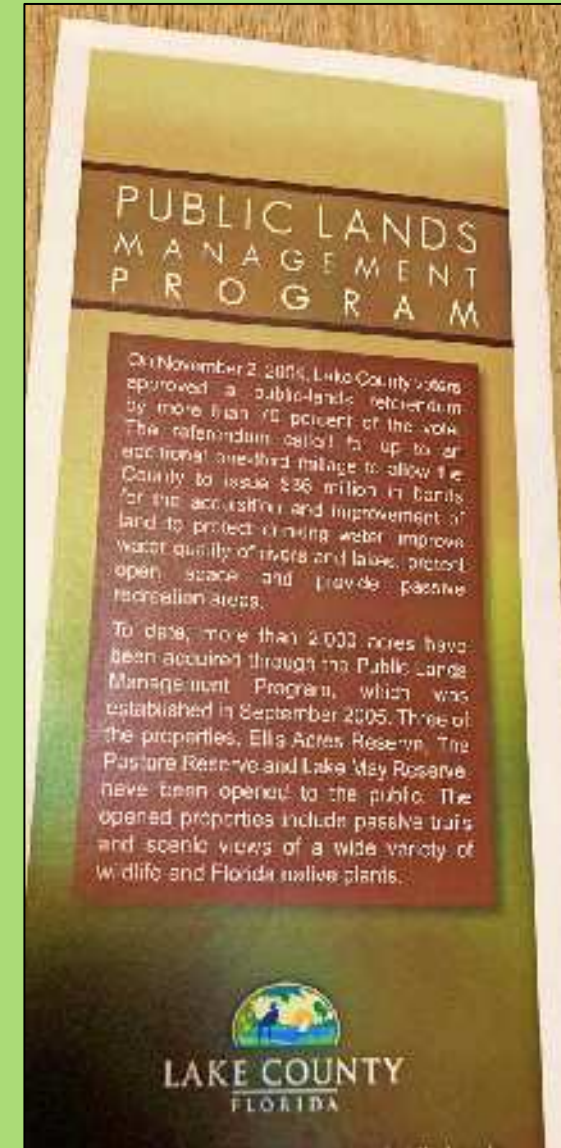 PUBLIC LANDS
MANAGEMENT
PROGRAM
On November 2, 2004, Lake County voters
approved a public-lands referendum
by more than 70 percent of the vote.
The referendum called for up to an
additional one-third millage to allow the
County to issue $36 million in bonds
for the acquisition and improvement of
land to protect drinking water, improve
water quality of rivers and lakes, protect
open space and provide passive
recreation areas.
To date, more than 2,000 acres have
been acquired through the Public Lands
Management Program, which was
established in September 2005. Three of
the properties, Ellis Acres Reserve, The
Pasture Reserve and Lake May Reserve,
have been opened to the public. The
opened properties include passive trails
and scenic views of a wide variety of
wildlife and Florida native plants.
LAKE COUNTY
FLORIDA